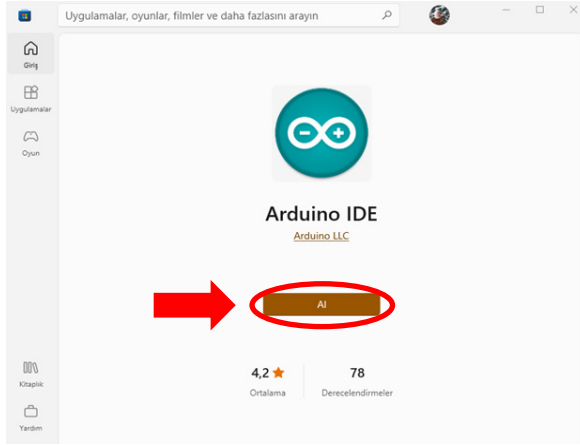 Uygulamalar, oyunlar, filmler ve daha fazlasını arayın
Giriş
Uygulamalar
Oyun
Arduino IDE
Arduino LLC
Al
4,2
78
Ortalama
Derecelendirmeler
Kitaplık
Yardım